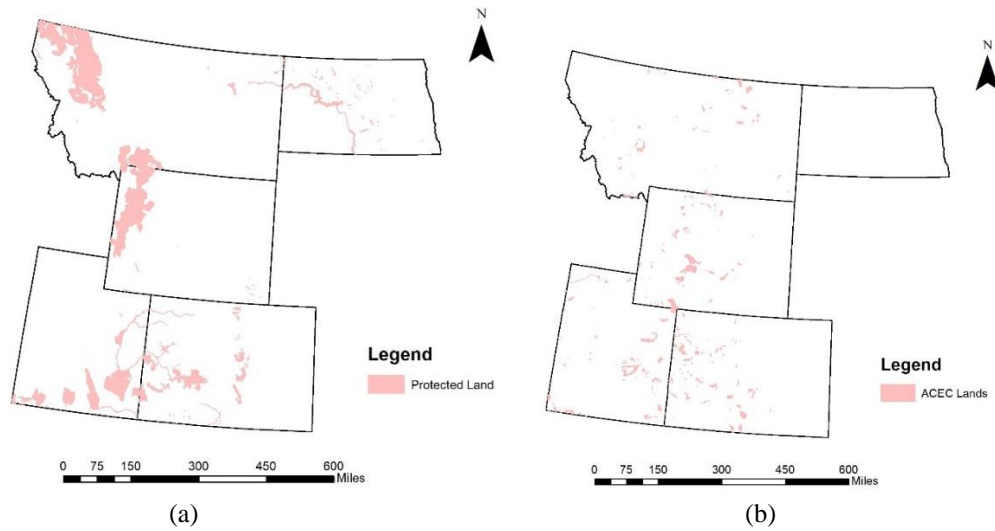 N
Legend
Protected Land
0 75 150 300 450 600
Miles
(a)
N
Legend
ACEC Lands
0 75 150 300 450 600
Miles
(b)